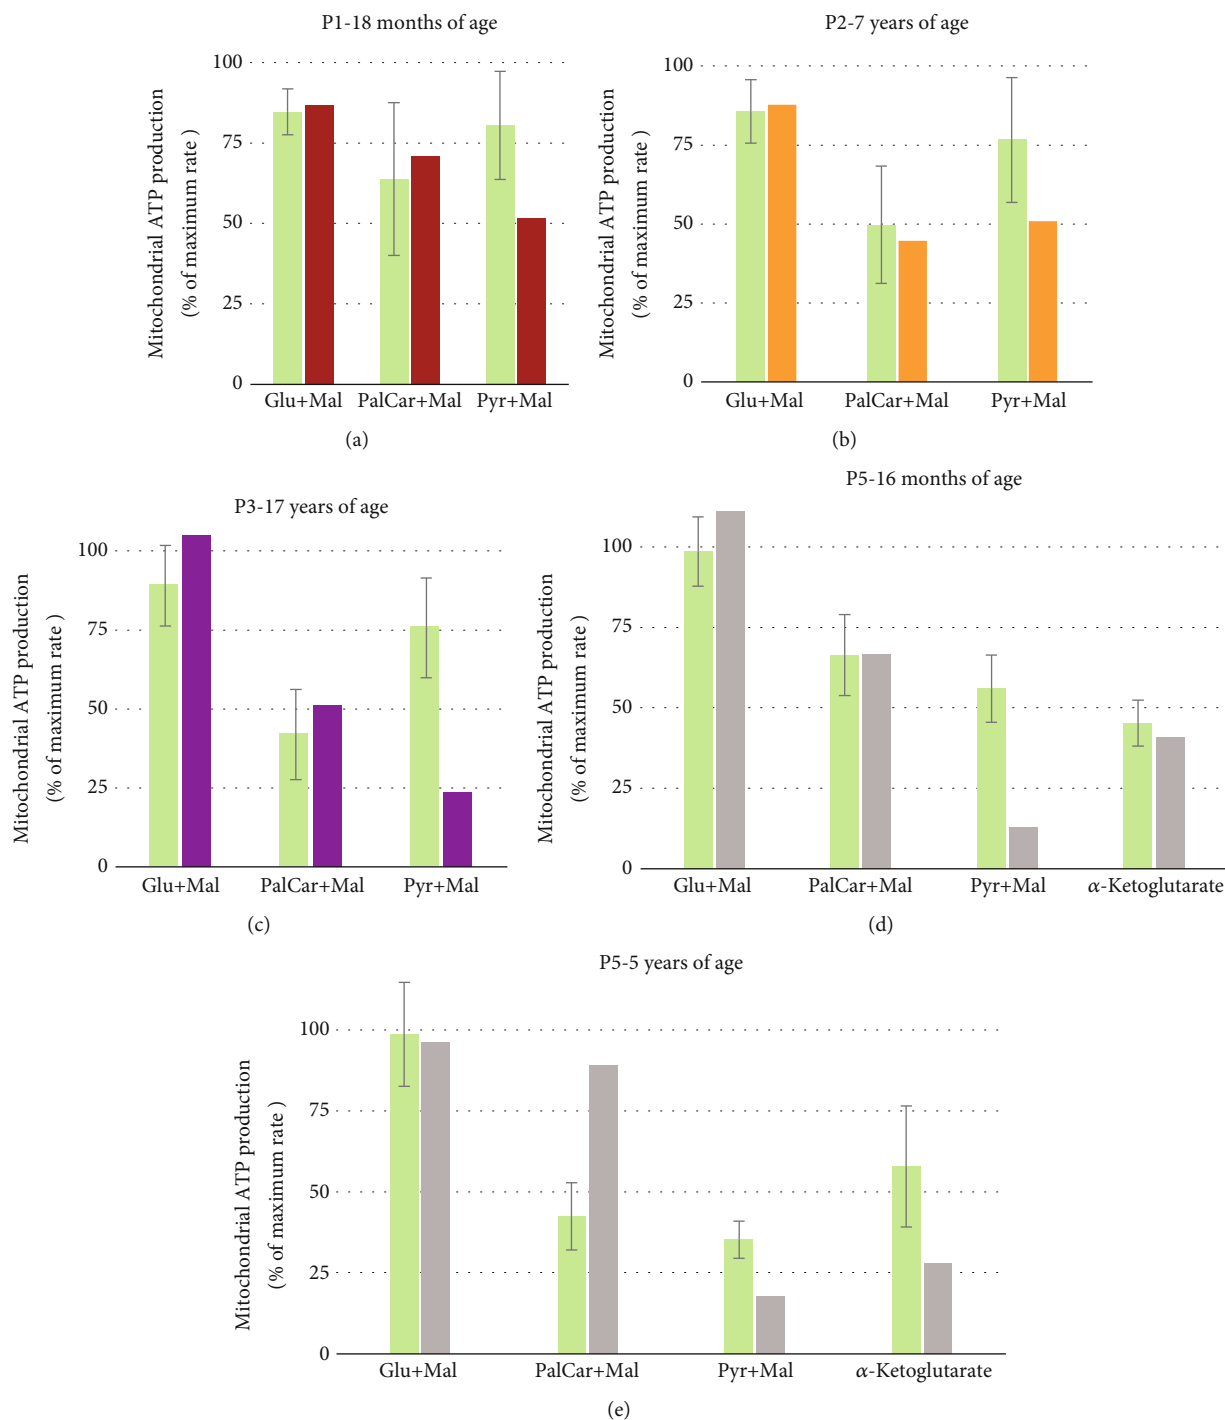 P1-18 months of age
Mitochondrial ATP production
(% of maximum rate )
100
75
50
25
0
Glu+Mal PalCar+Mal Pyr+Mal
(a)
P2-7 years of age
Mitochondrial ATP production
(% of maximum rate )
100
75
50
25
0
Glu+Mal PalCar+Mal Pyr+Mal
(b)
P3-17 years of age
Mitochondrial ATP production
(% of maximum rate )
100
75
50
25
0
Glu+Mal PalCar+Mal Pyr+Mal
(c)
P5-16 months of age
Mitochondrial ATP production
(% of maximum rate )
100
75
50
25
0
Glu+Mal PalCar+Mal Pyr+Mal α-Ketoglutarate
(d)
P5-5 years of age
Mitochondrial ATP production
(% of maximum rate )
100
75
50
25
0
Glu+Mal PalCar+Mal Pyr+Mal α-Ketoglutarate
(e)